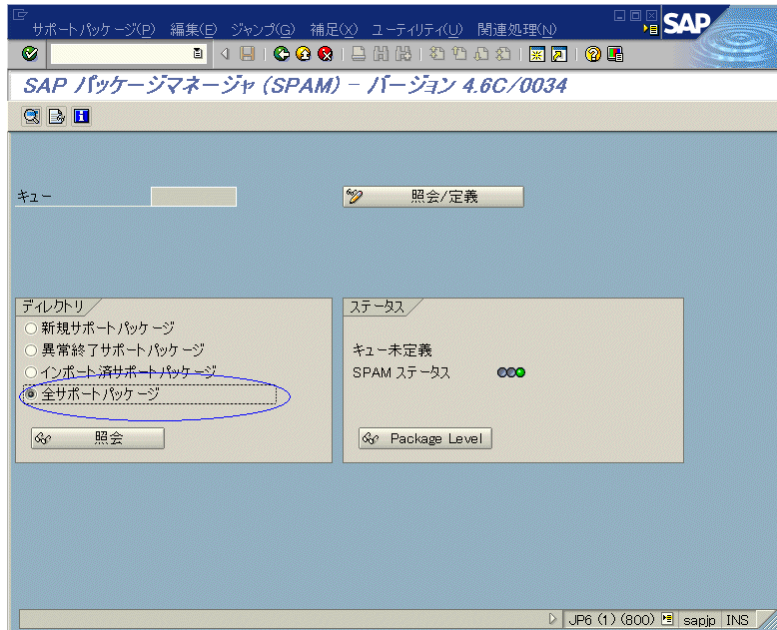 サポートパッケージ(P) 編集(E) ジャンプ(G) 補足(X) ユーティリティ(U) 関連処理(N)
SAP
SAP パッケージマネージャ (SPAM) - バージョン 4.6C/0034
キュー
照会/定義
ディレクトリ
新規サポートパッケージ
異常終了サポートパッケージ
インポート済サポートパッケージ
全サポートパッケージ
照会
ステータス
キュー未定義
SPAM ステータス
Package Level
JP6 (1) (800) sapjp INS